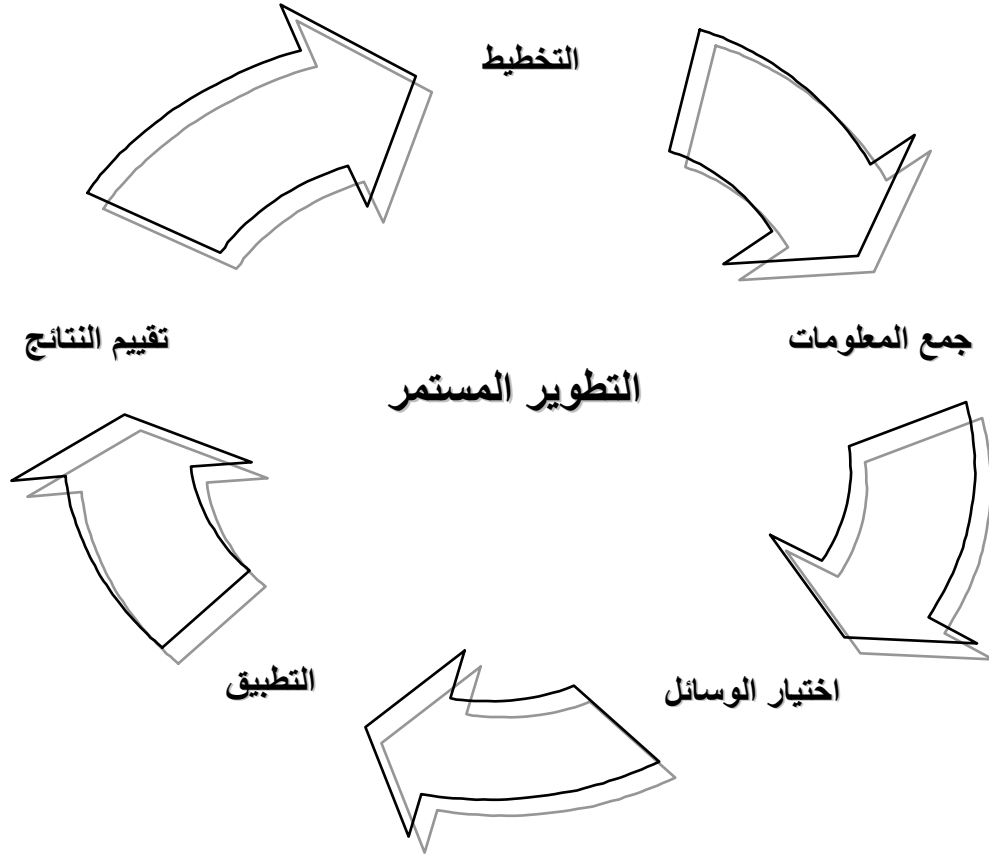 التخطيط
جمع المعلومات
تقييم النتائج
التطوير المستمر
اختيار الوسائل
التطبيق